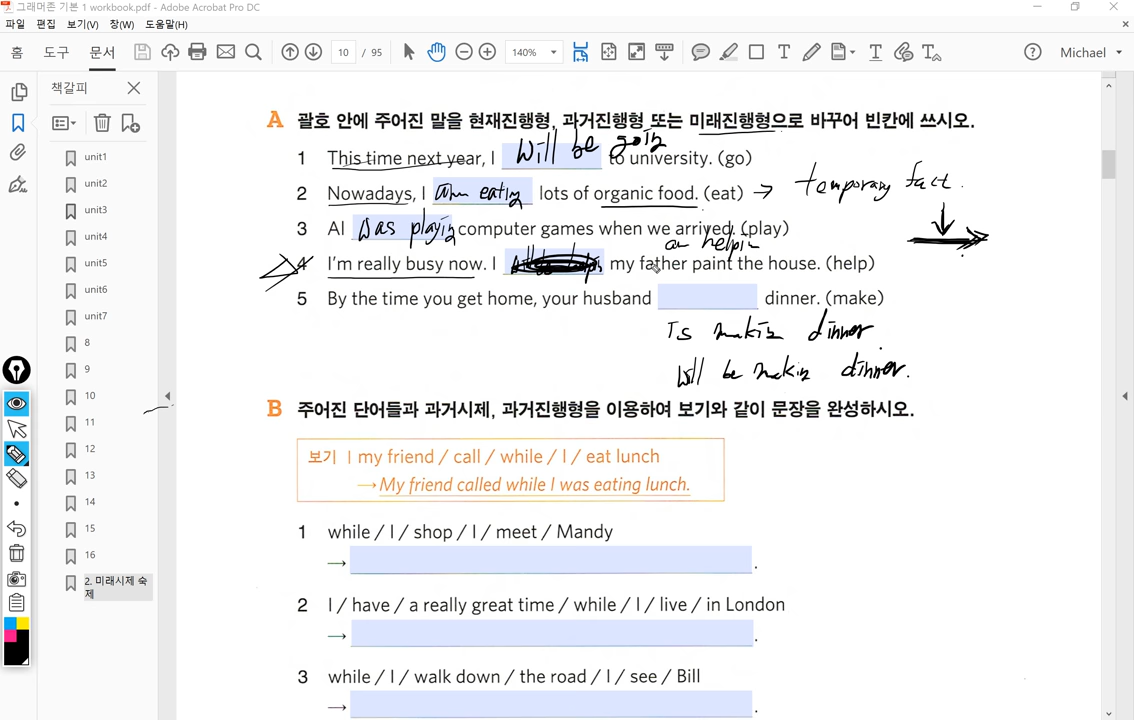 그래머존 기본 1 workbook.pdf - Adobe Acrobat Pro DC
파일 편집 보기(V) 창(W) 도움말(H)
홈 도구 문서 10 / 95 140% Michael
책갈피
unit1
unit2
unit3
unit4
unit5
unit6
unit7
8
9
10
11
12
13
14
15
16
2. 미래시제 숙
제
A 괄호 안에 주어진 말을 현재진행형, 과거진행형 또는 미래진행형으로 바꾸어 빈칸에 쓰시오.
1 This time next year, I will be going to university. (go)
2 Nowadays, I am eating lots of organic food. (eat) → temporary fact.
3 Al was playin computer games when we arrived. (play)
am helpin
4 I'm really busy now. I my father paint the house. (help)
5 By the time you get home, your husband dinner. (make)
Is makin dinner
will be makin dinner.
B 주어진 단어들과 과거시제, 과거진행형을 이용하여 보기와 같이 문장을 완성하시오.
보기 | my friend / call / while / I / eat lunch
→ My friend called while I was eating lunch.
1 while / I / shop / I / meet / Mandy
→ .
2 I / have / a really great time / while / I / live / in London
→ .
3 while / I / walk down / the road / I / see / Bill
→ .